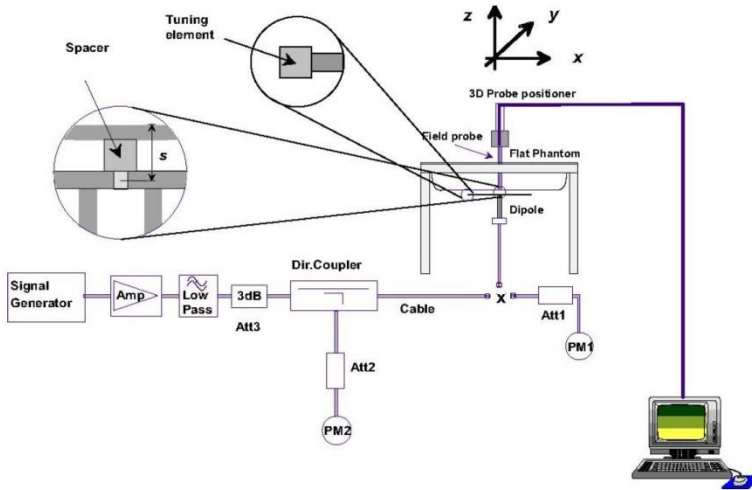 Tuning
element
Spacer
s
z
y
x
3D Probe positioner
Field probe
Flat Phantom
Dipole
Signal
Generator
Amp
Low
Pass
3dB
Att3
Dir.Coupler
Cable
x
Att1
PM1
Att2
PM2